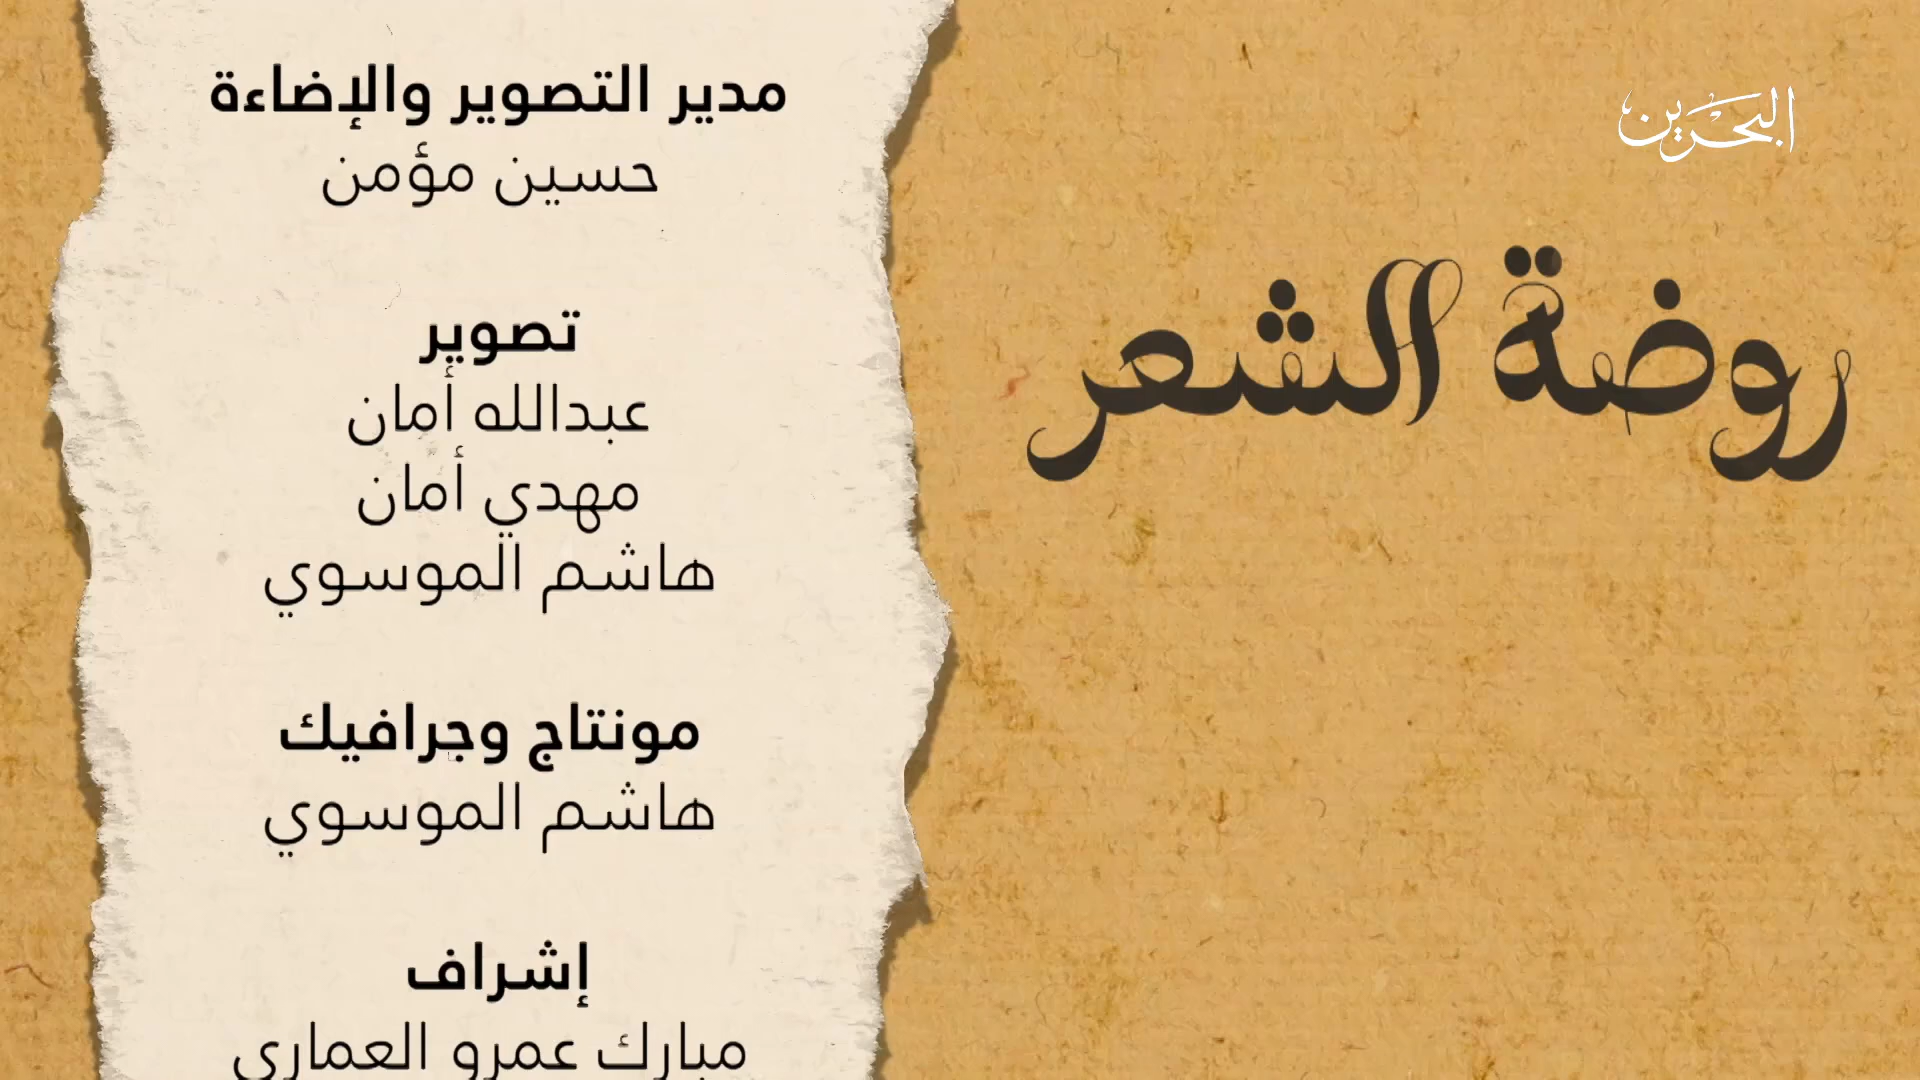 البحرين
روضة الشعر
مدير التصوير والإضاءة
حسين مؤمن
تصوير
عبدالله أمان
مهدي أمان
هاشم الموسوي
مونتاج وجرافيك
هاشم الموسوي
إشراف
مبارك عمرو العماري